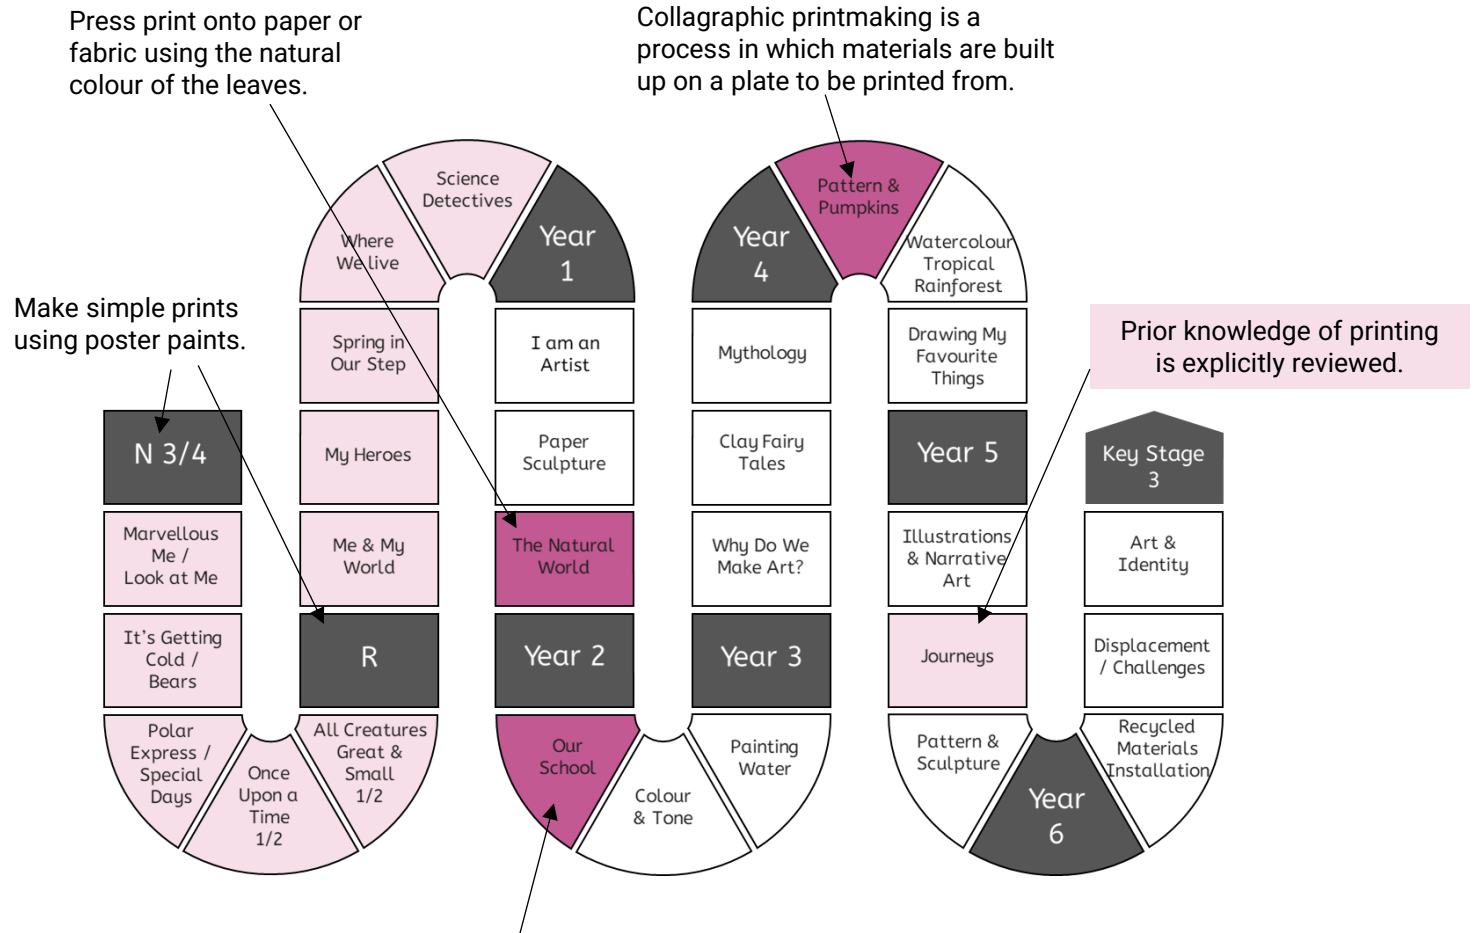 Press print onto paper or
fabric using the natural
colour of the leaves.
Collagraphic printmaking is a
process in which materials are built
up on a plate to be printed from.
Make simple prints
using poster paints.
Prior knowledge of printing
is explicitly reviewed.
N 3/4
Marvellous
Me /
Look at Me
It's Getting
Cold /
Bears
Polar
Express /
Special
Days
Once
Upon a
Time
1/2
All Creatures
Great &
Small
1/2
R
Me & My
World
My Heroes
Spring in
Our Step
Where
We live
Science
Detectives
Year
1
I am an
Artist
Paper
Sculpture
The Natural
World
Year 2
Our
School
Colour
& Tone
Painting
Water
Year 3
Why Do We
Make Art?
Clay Fairy
Tales
Mythology
Year
4
Pattern &
Pumpkins
Watercolour
Tropical
Rainforest
Drawing My
Favourite
Things
Year 5
Illustrations
& Narrative
Art
Journeys
Pattern &
Sculpture
Year
6
Recycled
Materials
Installation
Displacement
/ Challenges
Art &
Identity
Key Stage
3